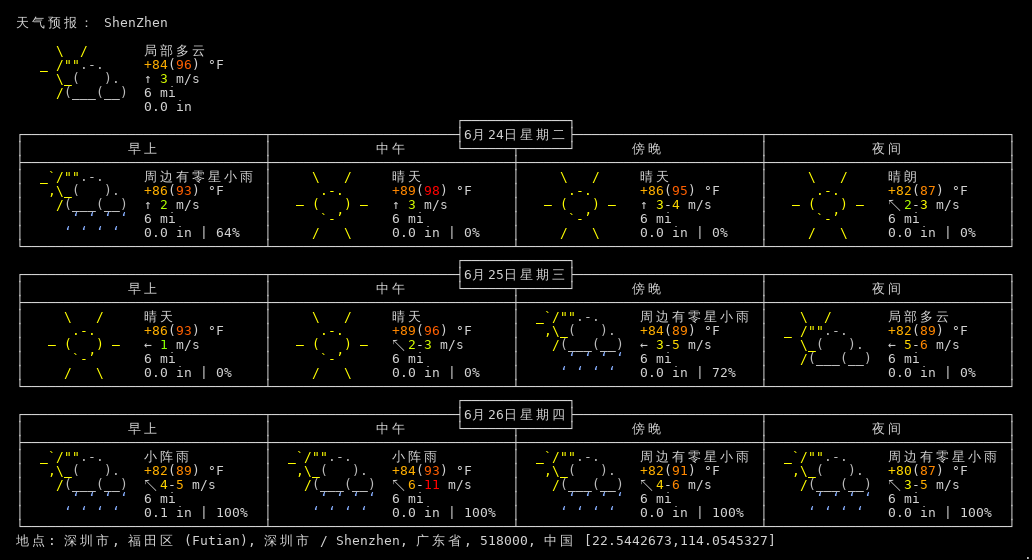 天气预报： ShenZhen
局部多云
+84(96) °F
↑ 3 m/s
6 mi
0.0 in
6月24日星期二
早上 中午 傍晚 夜间
周边有零星小雨 晴天 晴天 晴朗
+86(93) °F +89(98) °F +86(95) °F +82(87) °F
↑ 2 m/s ↑ 3 m/s ↑ 3-4 m/s ↖ 2-3 m/s
6 mi 6 mi 6 mi 6 mi
0.0 in | 64% 0.0 in | 0% 0.0 in | 0% 0.0 in | 0%
6月25日星期三
早上 中午 傍晚 夜间
晴天 晴天 周边有零星小雨 局部多云
+86(93) °F +89(96) °F +84(89) °F +82(89) °F
← 1 m/s ↖ 2-3 m/s ← 3-5 m/s ← 5-6 m/s
6 mi 6 mi 6 mi 6 mi
0.0 in | 0% 0.0 in | 0% 0.0 in | 72% 0.0 in | 0%
6月26日星期四
早上 中午 傍晚 夜间
小阵雨 小阵雨 周边有零星小雨 周边有零星小雨
+82(89) °F +84(93) °F +82(91) °F +80(87) °F
↖ 4-5 m/s ↖ 6-11 m/s ↖ 4-6 m/s ↖ 3-5 m/s
6 mi 6 mi 6 mi 6 mi
0.1 in | 100% 0.0 in | 100% 0.0 in | 100% 0.0 in | 100%
地点: 深圳市, 福田区 (Futian), 深圳市 / Shenzhen, 广东省, 518000, 中国 [22.5442673,114.0545327]